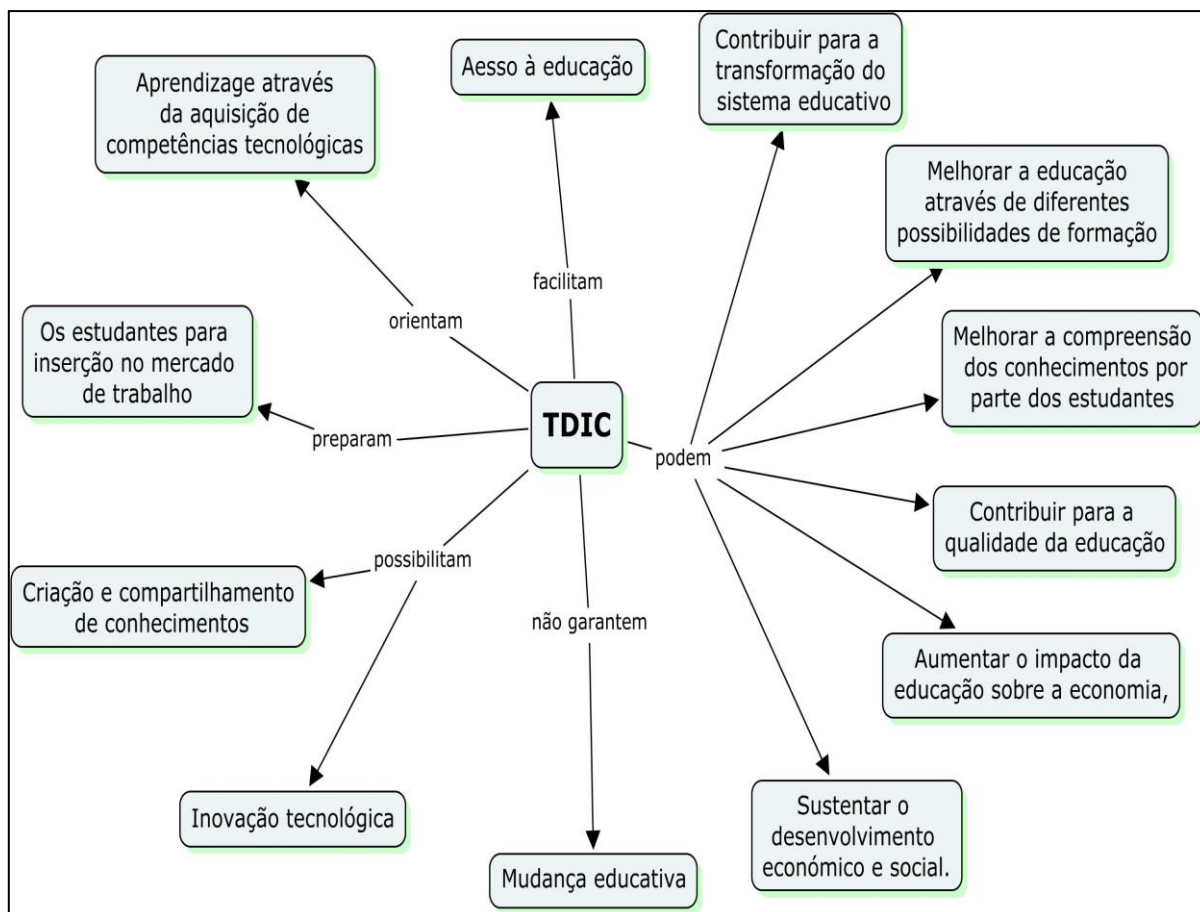 Aprendizage através
da aquisição de
competências tecnológicas
Aesso à educação
Contribuir para a
transformação do
sistema educativo
Melhorar a educação
através de diferentes
possibilidades de formação
facilitam
orientam
Os estudantes para
inserção no mercado
de trabalho
Melhorar a compreensão
dos conhecimentos por
parte dos estudantes
TDIC
preparam
podem
Contribuir para a
qualidade da educação
possibilitam
Criação e compartilhamento
de conhecimentos
não garantem
Aumentar o impacto da
educação sobre a economia,
Inovação tecnológica
Mudança educativa
Sustentar o
desenvolvimento
económico e social.